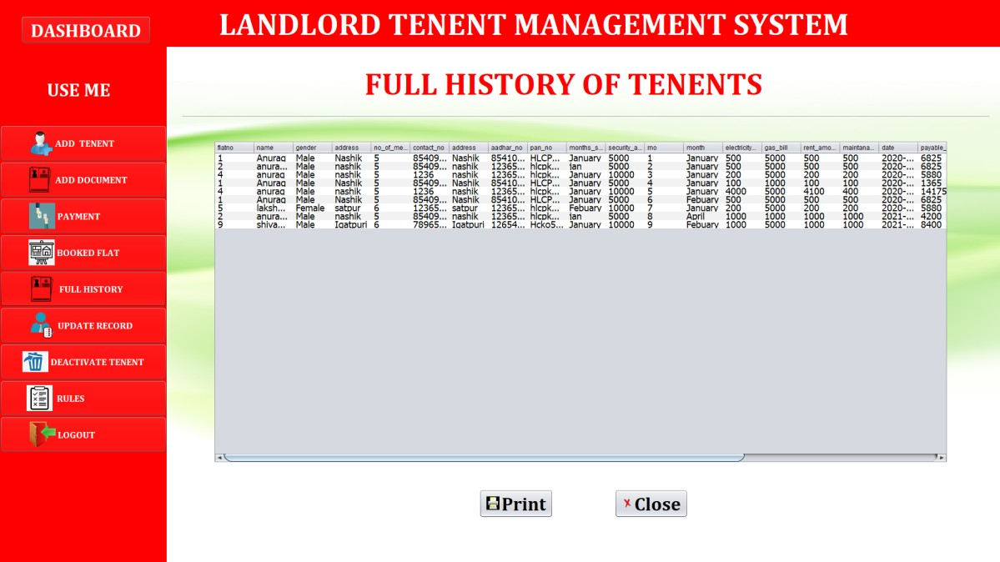 DASHBOARD
LANDLORD TENENT MANAGEMENT SYSTEM
USE ME
ADD TENENT
ADD DOCUMENT
PAYMENT
BOOKED FLAT
FULL HISTORY
UPDATE RECORD
DEACTIVATE TENENT
RULES
LOGOUT
FULL HISTORY OF TENENTS
flatno name gender address no_of_me... contact_no address aadhar_no pan_no months_s... security_a... mo month electricity... gas_bill rent_amo... maintana... date payable_
1 Anurag Male Nashik 5 85409... Nashik 85410... HLCP... January 5000 1 January 500 5000 500 500 2020-... 6825
2 anura... Male Nashik 5 85409... nashik 12365... hlcpk... jan 5000 2 January 500 5000 500 500 2020-... 6825
4 anurag Male nashik 5 1236 nashik 12365... hlcpk... January 10000 3 January 200 5000 200 200 2020-... 5880
1 Anurag Male Nashik 5 85409... Nashik 85410... HLCP... January 5000 4 January 100 1000 100 100 2020-... 1365
4 anurag Male nashik 5 1236 nashik 12365... hlcpk... January 10000 5 January 4000 5000 4100 400 2020-... 14175
1 Anurag Male Nashik 5 85409... Nashik 85410... HLCP... January 5000 6 Febuary 500 5000 500 500 2020-... 6825
5 laksh... Female satpur 6 12365... satpur 12365... hlcpk... Febuary 10000 7 January 200 5000 200 200 2020-... 5880
2 anura... Male Nashik 5 85409... nashik 12365... hlcpk... jan 5000 8 April 1000 1000 1000 1000 2021-... 4200
9 shiva... Male Igatpuri 6 78965... Igatpuri 12654... Hcko5... January 10000 9 Febuary 1000 5000 1000 1000 2021-... 8400
Print
Close